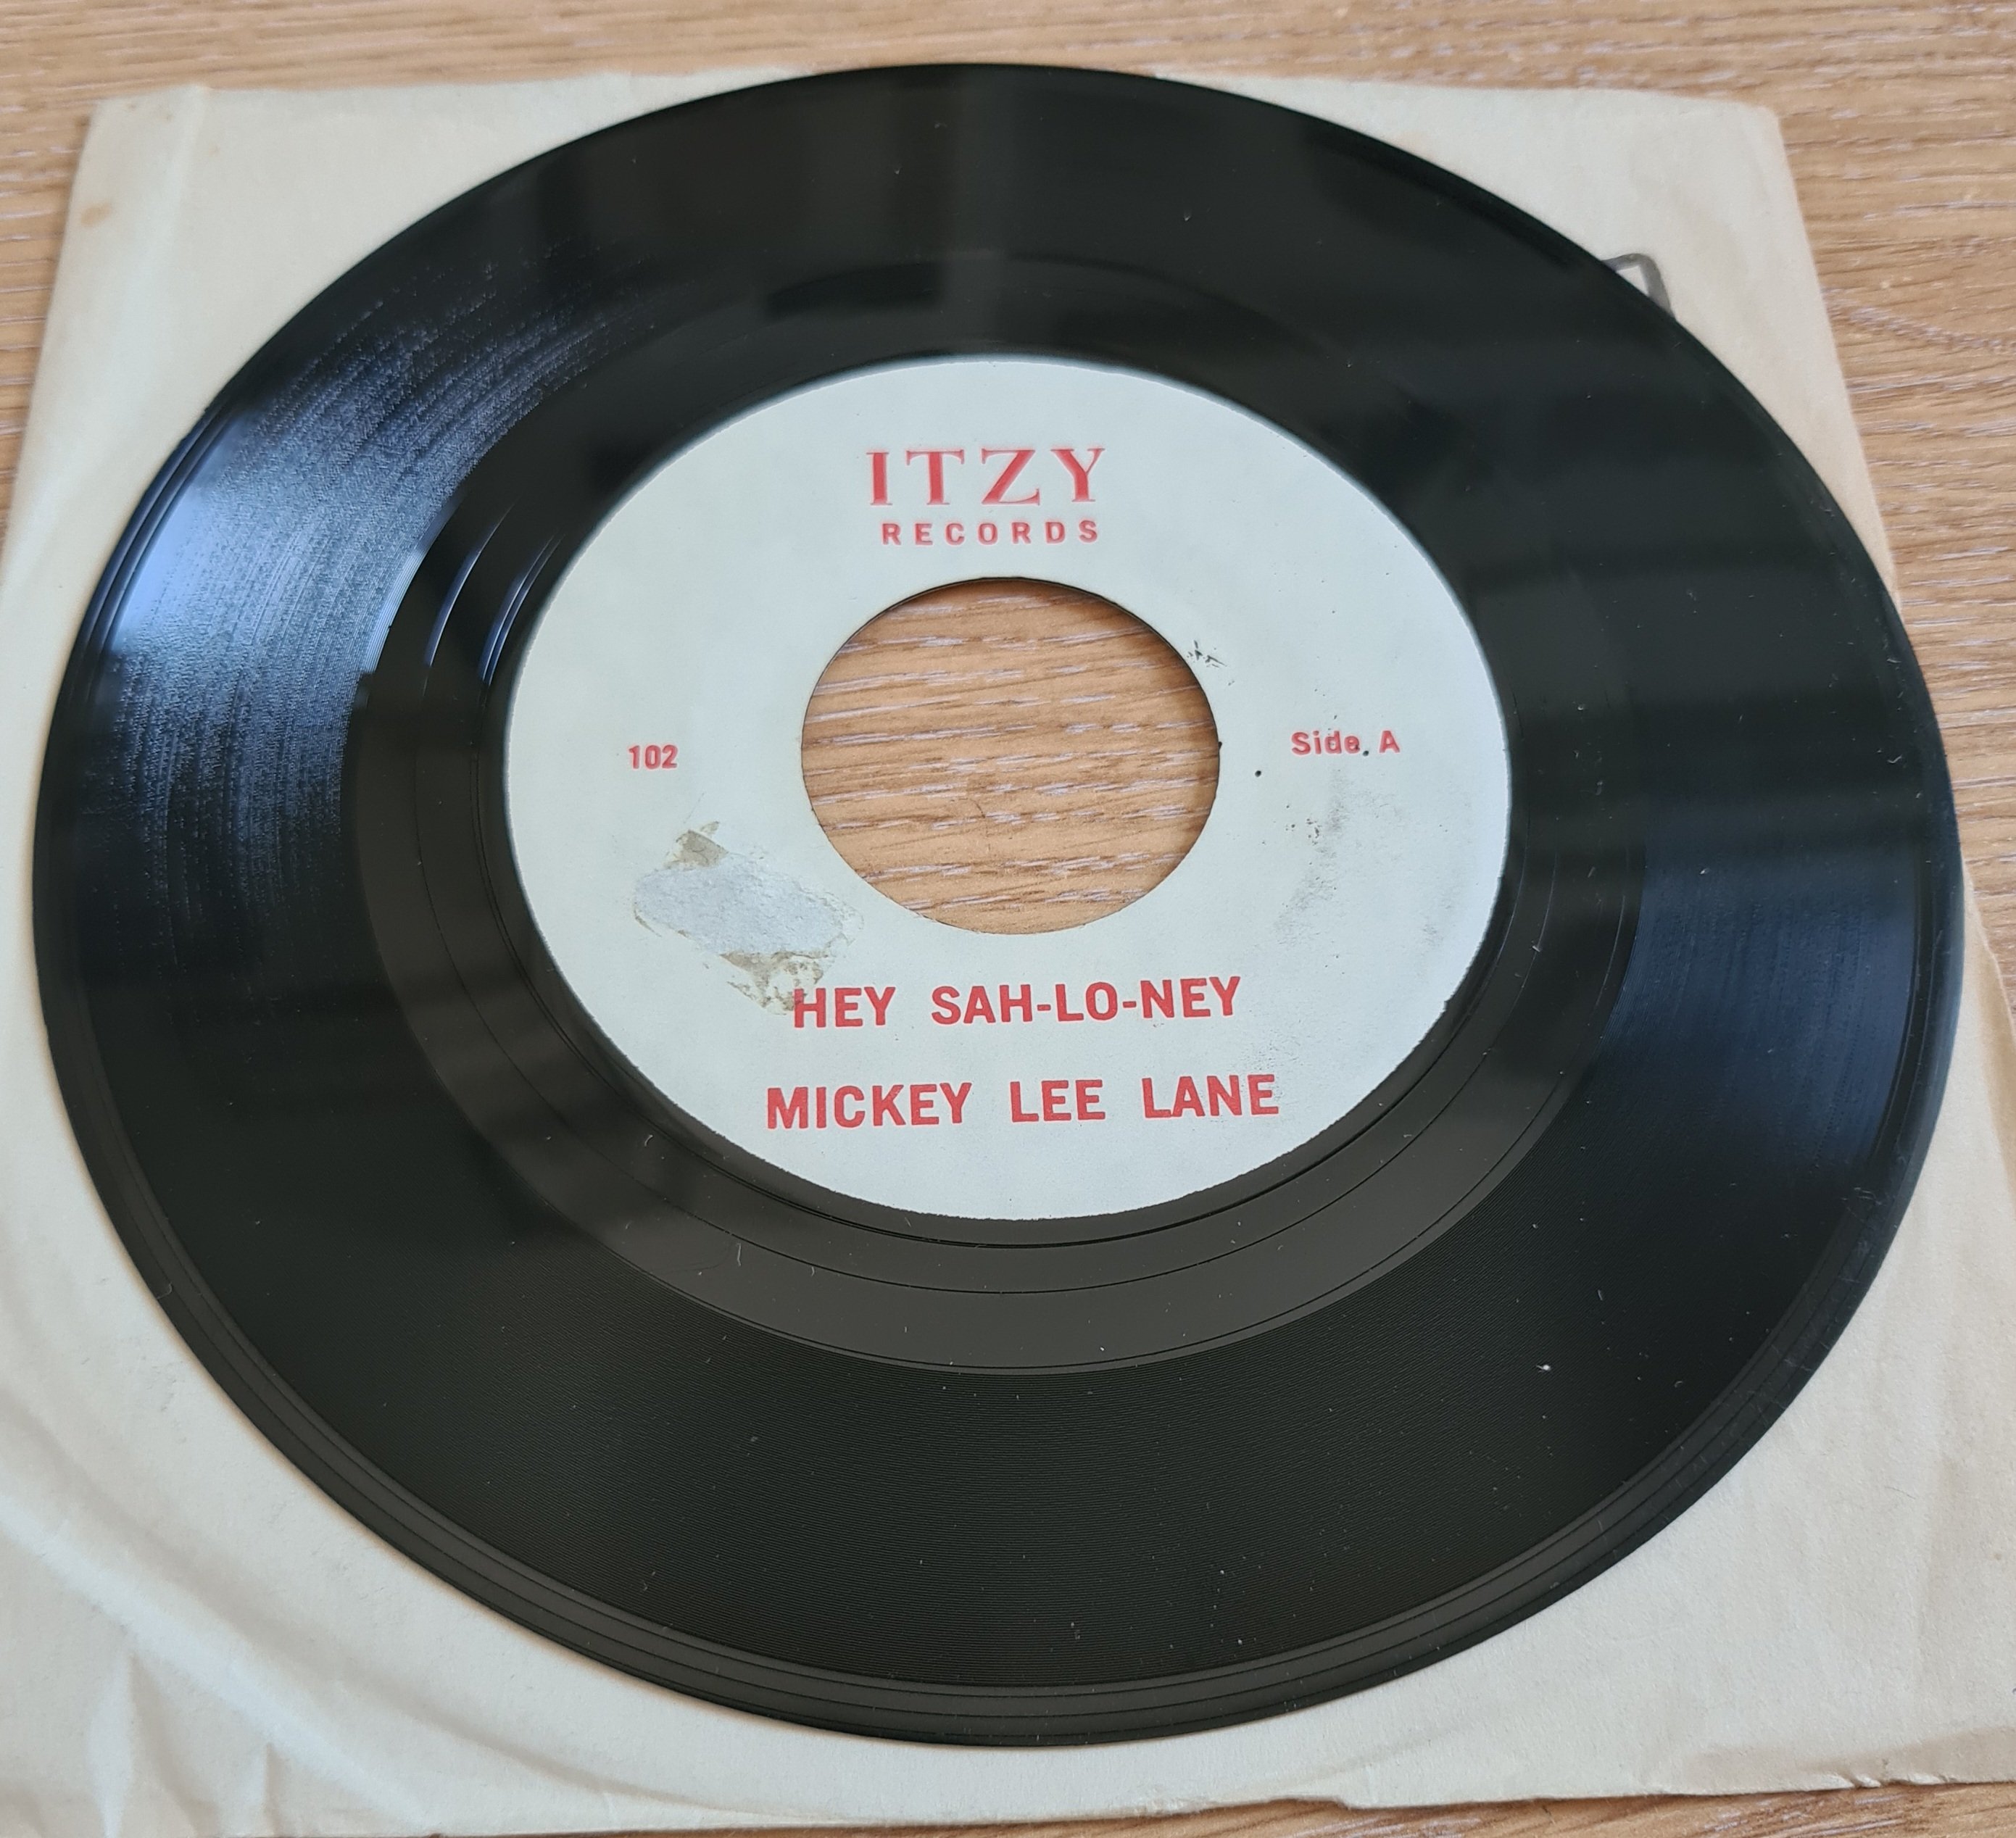 ITZY
RECORDS
102
Side A
HEY SAH-LO-NEY
MICKEY LEE LANE